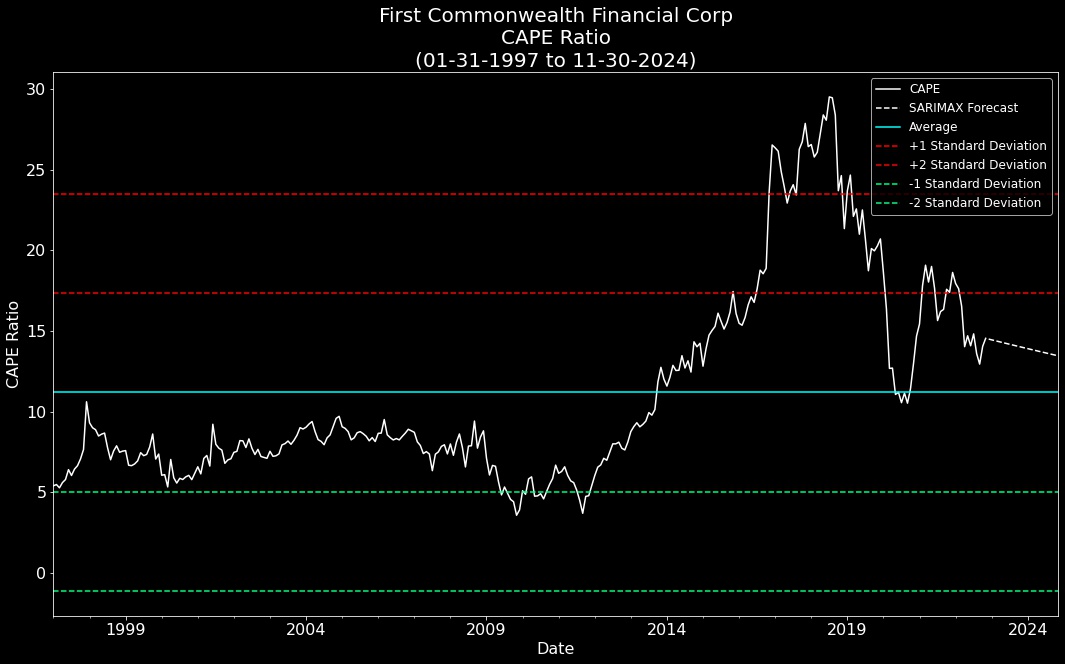 First Commonwealth Financial Corp
CAPE Ratio
(01-31-1997 to 11-30-2024)
CAPE
SARIMAX Forecast
Average
+1 Standard Deviation
+2 Standard Deviation
-1 Standard Deviation
-2 Standard Deviation
30
25
20
15
10
5
0
CAPE Ratio
1999
2004
2009
2014
2019
2024
Date